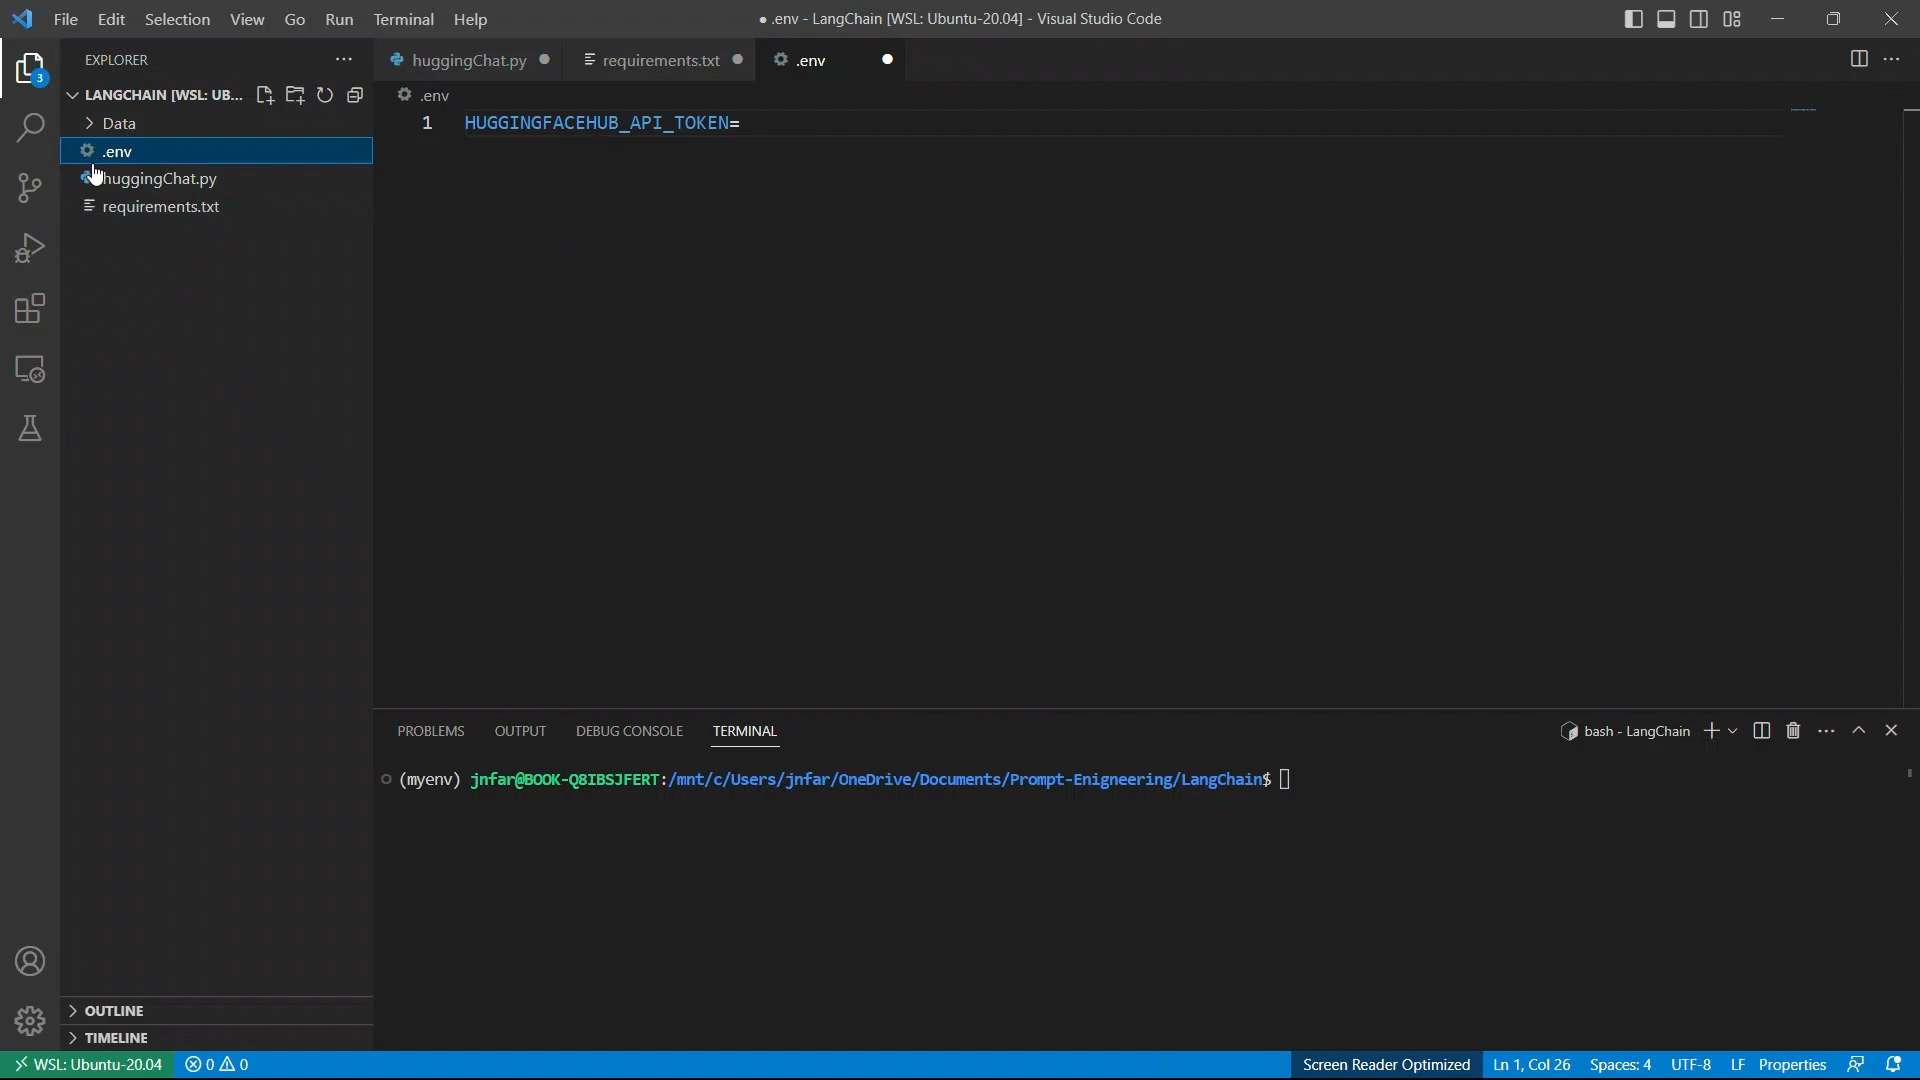 File Edit Selection View Go Run Terminal Help
● .env - LangChain [WSL: Ubuntu-20.04] - Visual Studio Code
3
EXPLORER
LANGCHAIN [WSL: UB...
Data
.env
huggingChat.py
requirements.txt
huggingChat.py
requirements.txt
.env
.env
1 HUGGINGFACEHUB_API_TOKEN=
PROBLEMS OUTPUT DEBUG CONSOLE TERMINAL
bash - LangChain
(myenv) jnfar@BOOK-Q8IBSJFERT:/mnt/c/Users/jnfar/OneDrive/Documents/Prompt-Enigneering/LangChain$
OUTLINE
TIMELINE
WSL: Ubuntu-20.04 0 0
Screen Reader Optimized Ln 1, Col 26 Spaces: 4 UTF-8 LF Properties